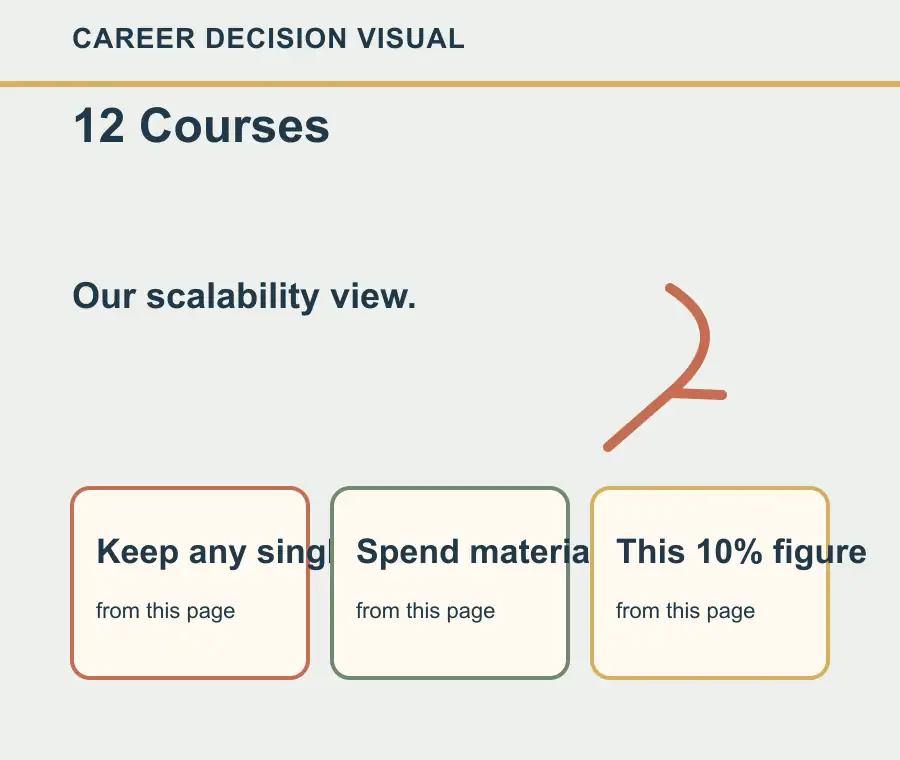 CAREER DECISION VISUAL
12 Courses
Our scalability view.
Keep any
Spend
This 10% figure
from this page
from this page
from this page